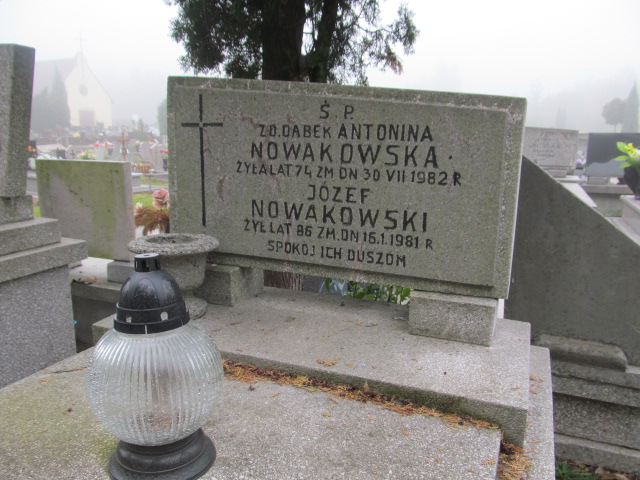 Ś P.
Z D. DĄBEK ANTONINA
NOWAKOWSKA.
ŻYŁA LAT 74 ZM DN 30 VII 1982.R
JÓZEF
NOWAKOWSKI
ŻYŁ LAT 86 ZM.DN.16.1.1981 R
SPOKÓJ ICH DUSZOM